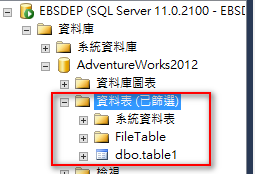 EBSDEP (SQL Server 11.0.2100 - EBSD
資料庫
系統資料庫
AdventureWorks2012
資料庫圖表
資料表 (已篩選)
系統資料表
FileTable
dbo.table1
檢視